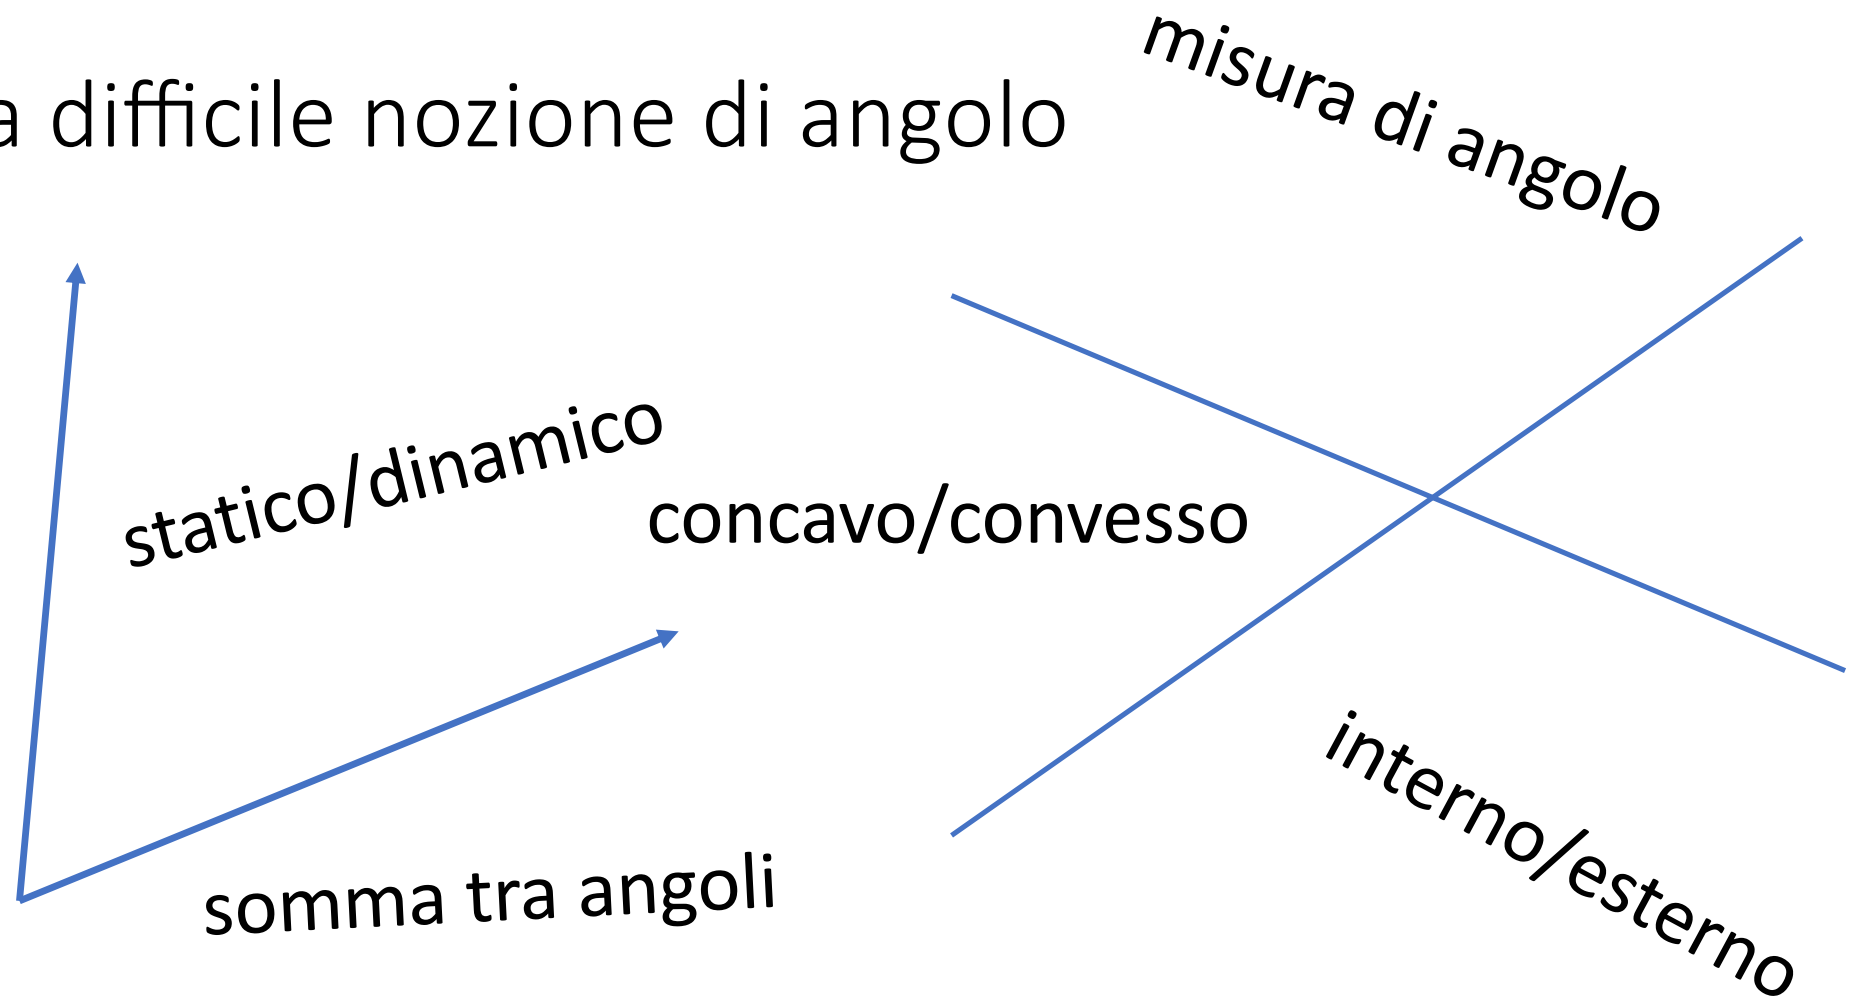 a difficile nozione di angolo
misura di angolo
statico/dinamico
concavo/convesso
interno/esterno
somma tra angoli